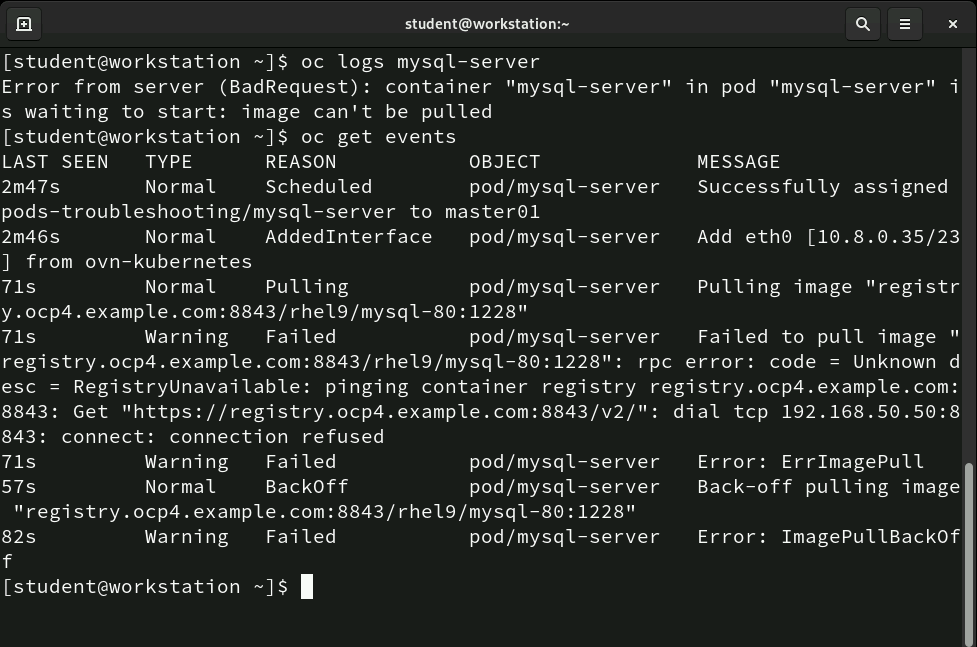 student@workstation:~
[student@workstation ~]$ oc logs mysql-server
Error from server (BadRequest): container "mysql-server" in pod "mysql-server" i
s waiting to start: image can't be pulled
[student@workstation ~]$ oc get events
LAST SEEN   TYPE      REASON           OBJECT             MESSAGE
2m47s       Normal    Scheduled        pod/mysql-server   Successfully assigned 
pods-troubleshooting/mysql-server to master01
2m46s       Normal    AddedInterface   pod/mysql-server   Add eth0 [10.8.0.35/23
] from ovn-kubernetes
71s         Normal    Pulling          pod/mysql-server   Pulling image "registr
y.ocp4.example.com:8843/rhel9/mysql-80:1228"
71s         Warning   Failed           pod/mysql-server   Failed to pull image "
registry.ocp4.example.com:8843/rhel9/mysql-80:1228": rpc error: code = Unknown d
esc = RegistryUnavailable: pinging container registry registry.ocp4.example.com:
8843: Get "https://registry.ocp4.example.com:8843/v2/": dial tcp 192.168.50.50:8
843: connect: connection refused
71s         Warning   Failed           pod/mysql-server   Error: ErrImagePull
57s         Normal    BackOff          pod/mysql-server   Back-off pulling image
 "registry.ocp4.example.com:8843/rhel9/mysql-80:1228"
82s         Warning   Failed           pod/mysql-server   Error: ImagePullBackOf
f
[student@workstation ~]$